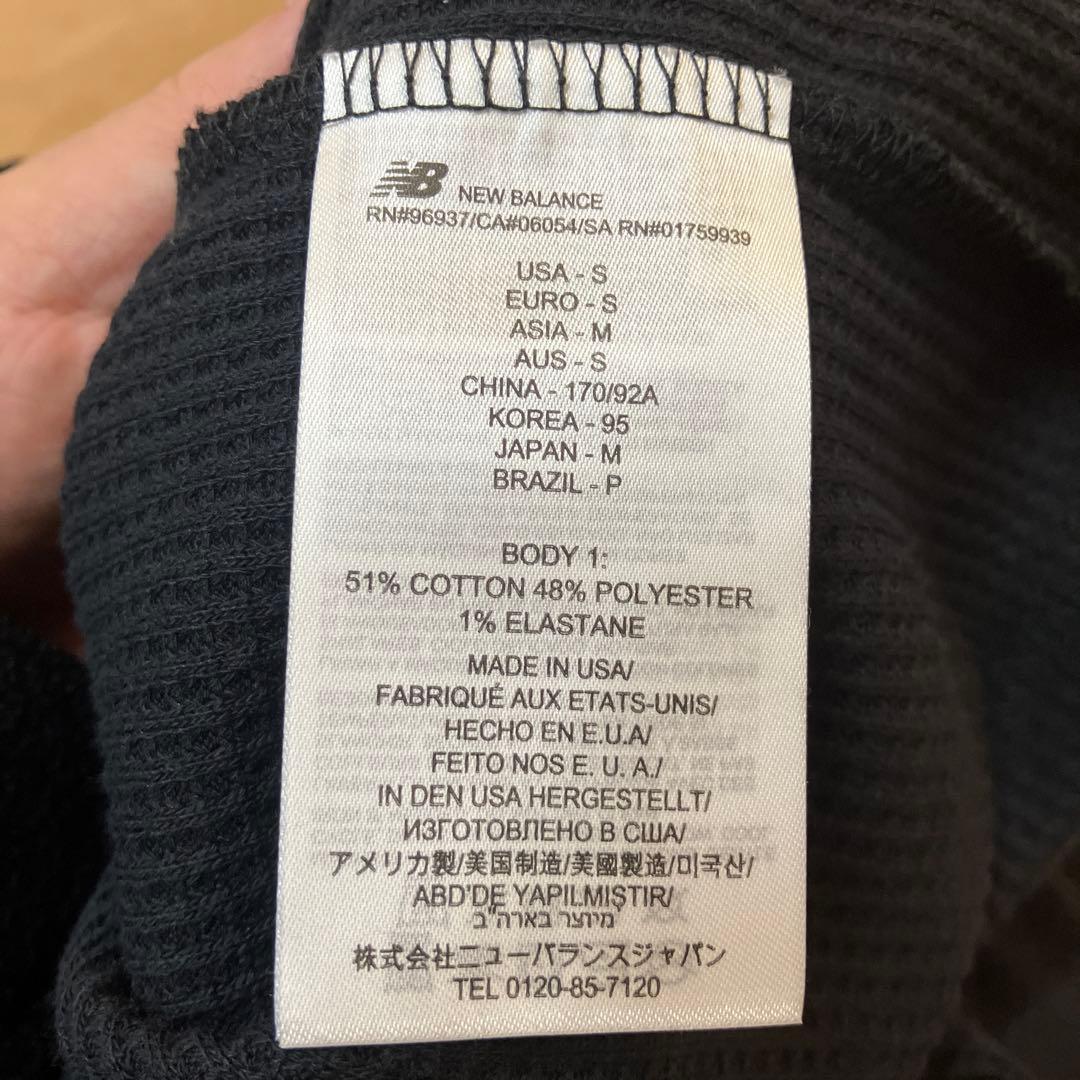 NB NEW BALANCE
RN#96937/CA#06054/SA RN#01759939
USA - S
EURO - S
ASIA - M
AUS - S
CHINA - 170/92A
KOREA - 95
JAPAN - M
BRAZIL - P
BODY 1:
51% COTTON 48% POLYESTER
1% ELASTANE
MADE IN USA/
FABRIQUÉ AUX ETATS-UNIS/
HECHO EN E.U.A/
FEITO NOS E. U. A./
IN DEN USA HERGESTELLT/
ИЗГОТОВЛЕНО В США/
アメリカ製/美国制造/美國製造/미국산/
ABD'DE YAPILMIŞTIR/
מיוצר בארה"ב
株式会社ニューバランスジャパン
TEL 0120-85-7120